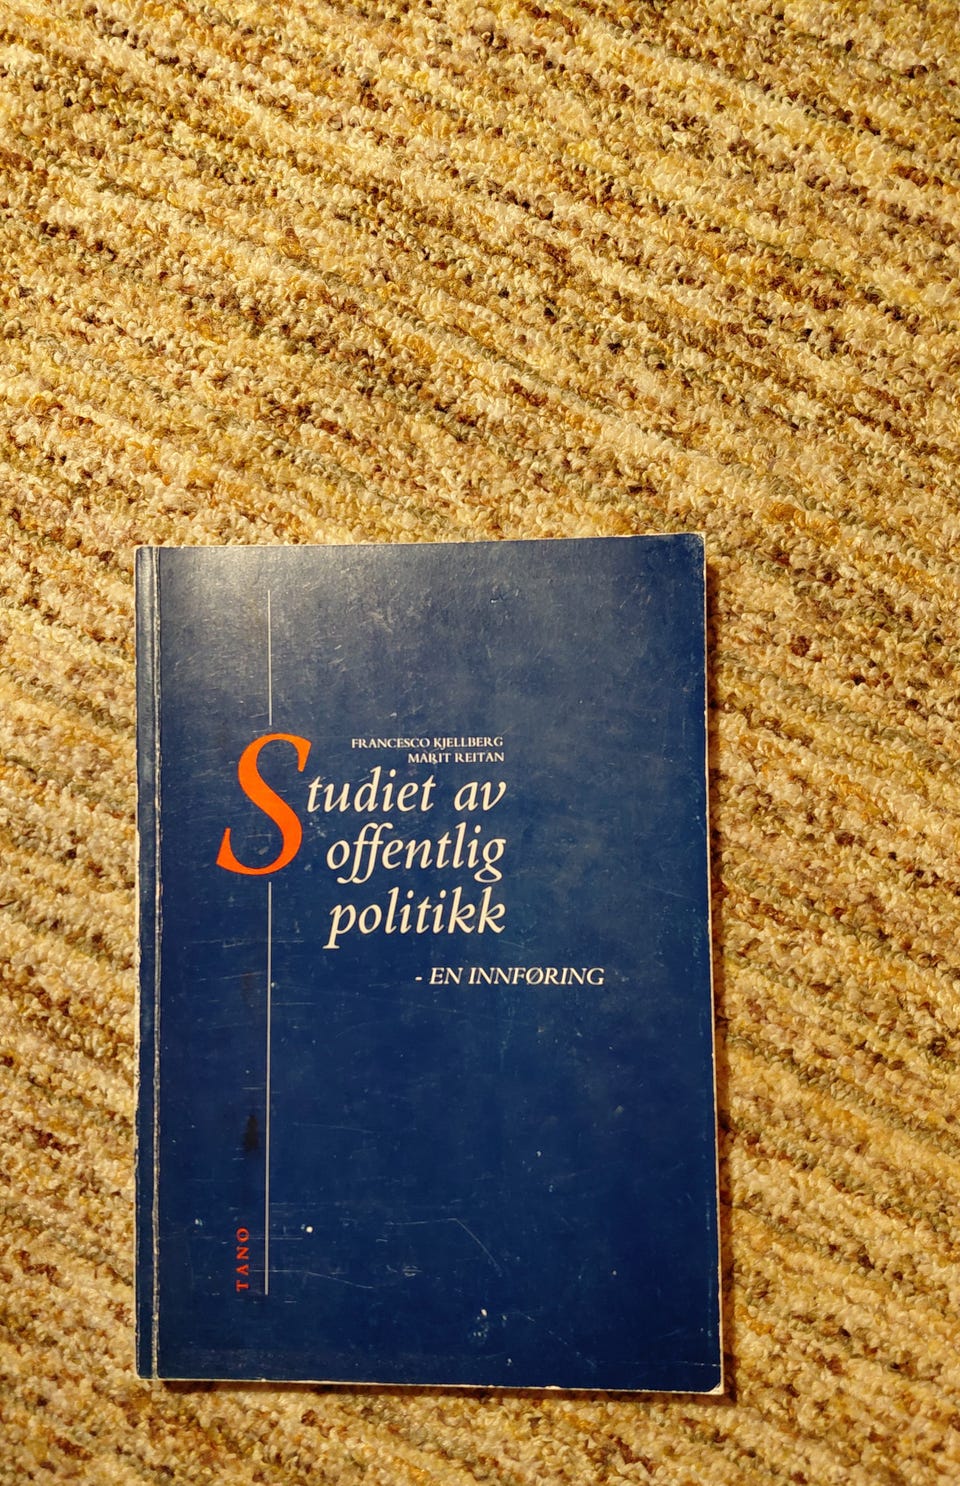 FRANCESCO KJELLBERG
MARIT REITAN
Studiet av
offentlig
politikk
- EN INNFØRING
TANO